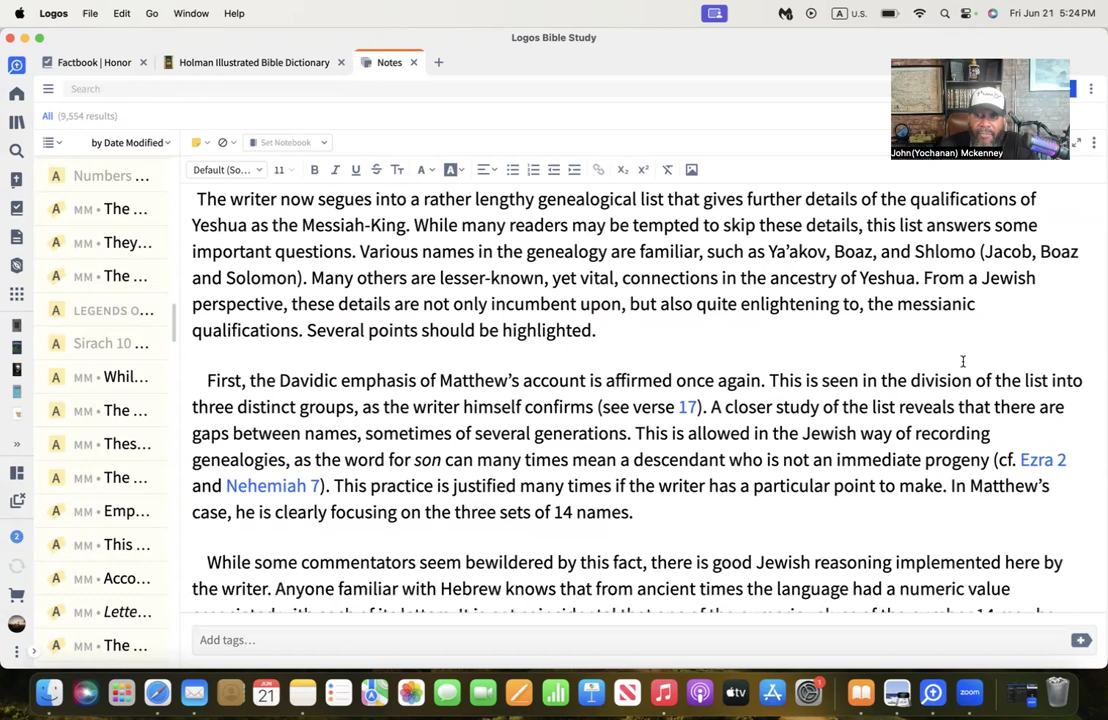 Logos File Edit Go Window Help
A U.S. Fri Jun 21 5:24 PM
Logos Bible Study
Factbook | Honor
Holman Illustrated Bible Dictionary
Notes
Search
All (9,554 results)
by Date Modified
Set Notebook
Default (So... 11 B I U S Tт A A X₂ X²
A Numbers ...
A MM • The ...
A MM • They...
A MM • The ...
A LEGENDS O...
A Sirach 10 ...
A MM • Whil...
A MM • The ...
A MM • Thes...
A MM • The ...
A MM • Emp...
A MM • This ...
A MM • Acco...
A MM • Lette...
A MM • The ...
2
John(Yochanan) Mckenney
The writer now segues into a rather lengthy genealogical list that gives further details of the qualifications of
Yeshua as the Messiah-King. While many readers may be tempted to skip these details, this list answers some
important questions. Various names in the genealogy are familiar, such as Ya’akov, Boaz, and Shlomo (Jacob, Boaz
and Solomon). Many others are lesser-known, yet vital, connections in the ancestry of Yeshua. From a Jewish
perspective, these details are not only incumbent upon, but also quite enlightening to, the messianic
qualifications. Several points should be highlighted.
First, the Davidic emphasis of Matthew’s account is affirmed once again. This is seen in the division of the list into
three distinct groups, as the writer himself confirms (see verse 17). A closer study of the list reveals that there are
gaps between names, sometimes of several generations. This is allowed in the Jewish way of recording
genealogies, as the word for son can many times mean a descendant who is not an immediate progeny (cf. Ezra 2
and Nehemiah 7). This practice is justified many times if the writer has a particular point to make. In Matthew’s
case, he is clearly focusing on the three sets of 14 names.
While some commentators seem bewildered by this fact, there is good Jewish reasoning implemented here by
the writer. Anyone familiar with Hebrew knows that from ancient times the language had a numeric value
Add tags...
JUN
21
tv
1
zoom